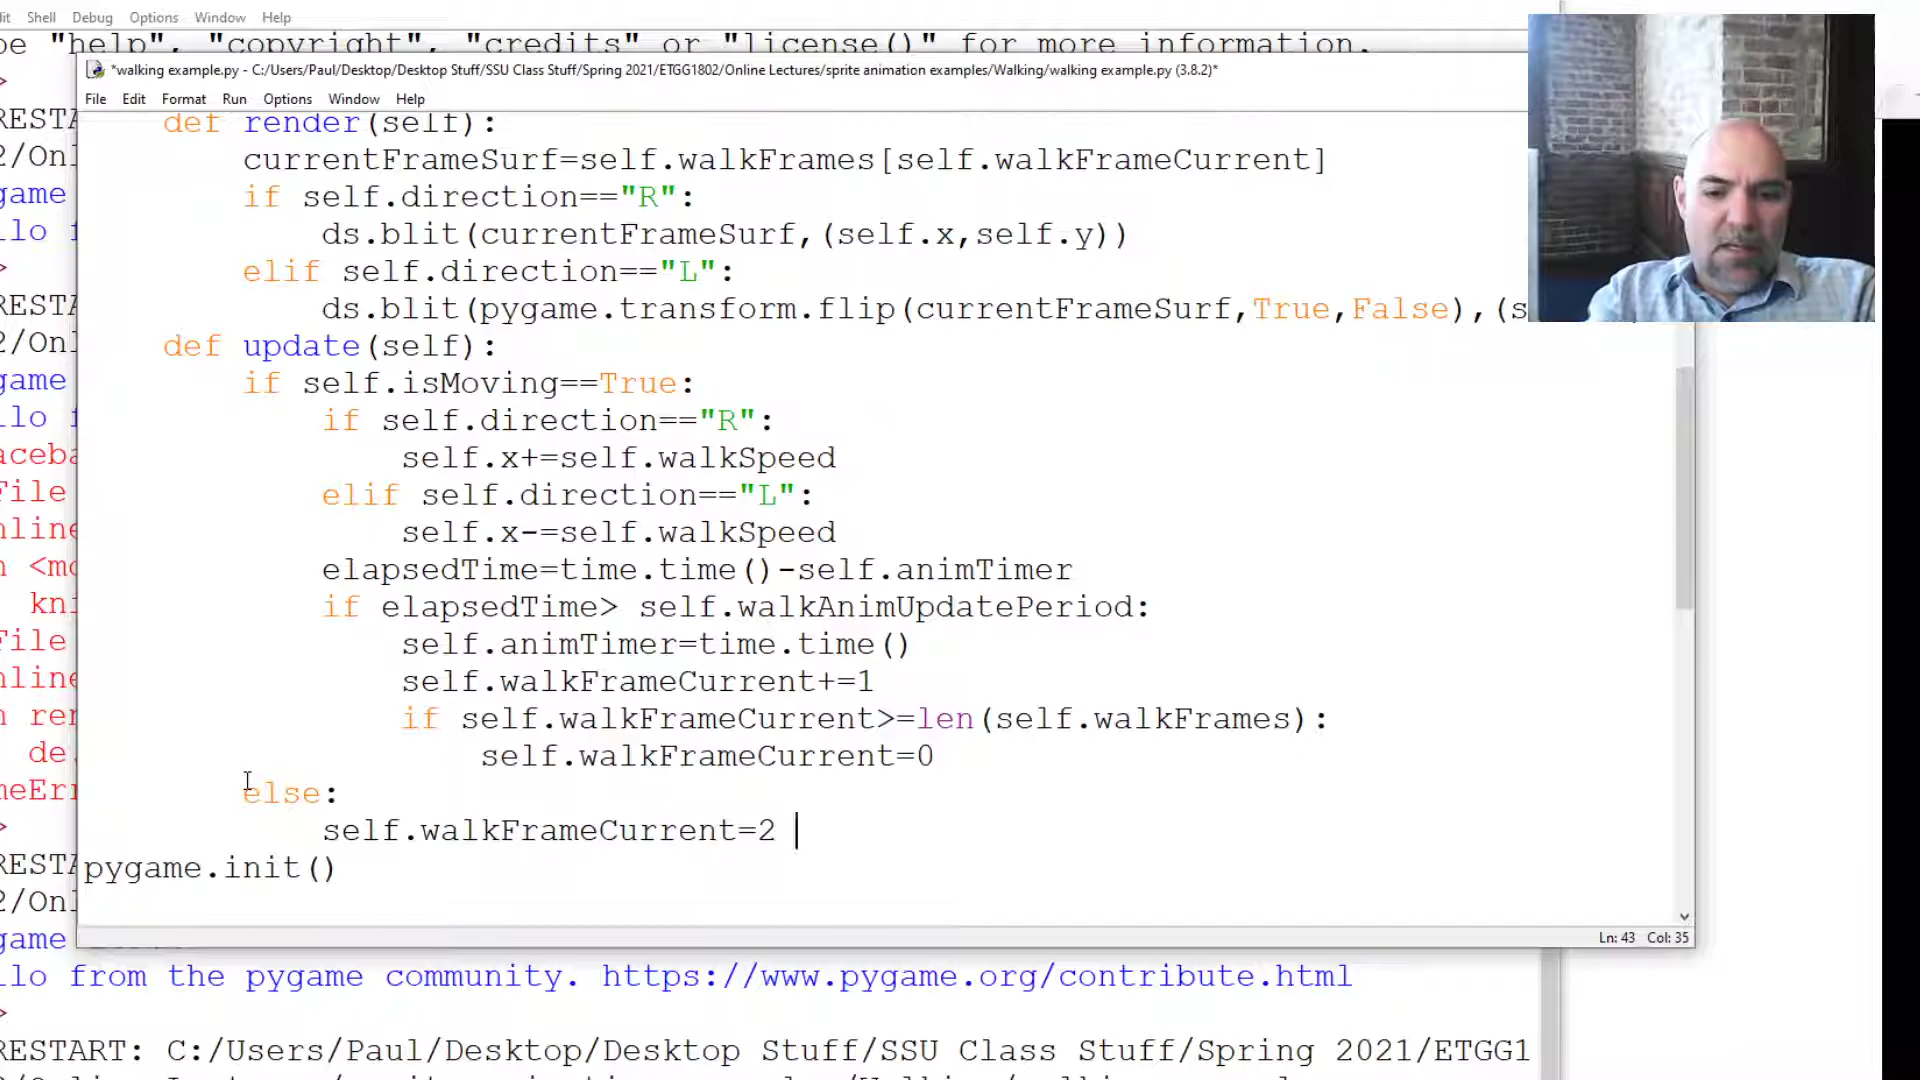 Shell Debug Options Window Help
"help", "copyright", "credits" or "license()" for more information.
*walking example.py - C:/Users/Paul/Desktop/Desktop Stuff/SSU Class Stuff/Spring 2021/ETGG1802/Online Lectures/sprite animation examples/Walking/walking example.py (3.8.2)*
File Edit Format Run Options Window Help
def render(self):
currentFrameSurf=self.walkFrames[self.walkFrameCurrent]
if self.direction=="R":
ds.blit(currentFrameSurf,(self.x,self.y))
elif self.direction=="L":
ds.blit(pygame.transform.flip(currentFrameSurf,True,False),(s
def update(self):
if self.isMoving==True:
if self.direction=="R":
self.x+=self.walkSpeed
elif self.direction=="L":
self.x-=self.walkSpeed
elapsedTime=time.time()-self.animTimer
if elapsedTime> self.walkAnimUpdatePeriod:
self.animTimer=time.time()
self.walkFrameCurrent+=1
if self.walkFrameCurrent>=len(self.walkFrames):
self.walkFrameCurrent=0
else:
self.walkFrameCurrent=2
pygame.init()
Ln: 43 Col: 35
llo from the pygame community. https://www.pygame.org/contribute.html
RESTART: C:/Users/Paul/Desktop/Desktop Stuff/SSU Class Stuff/Spring 2021/ETGG1